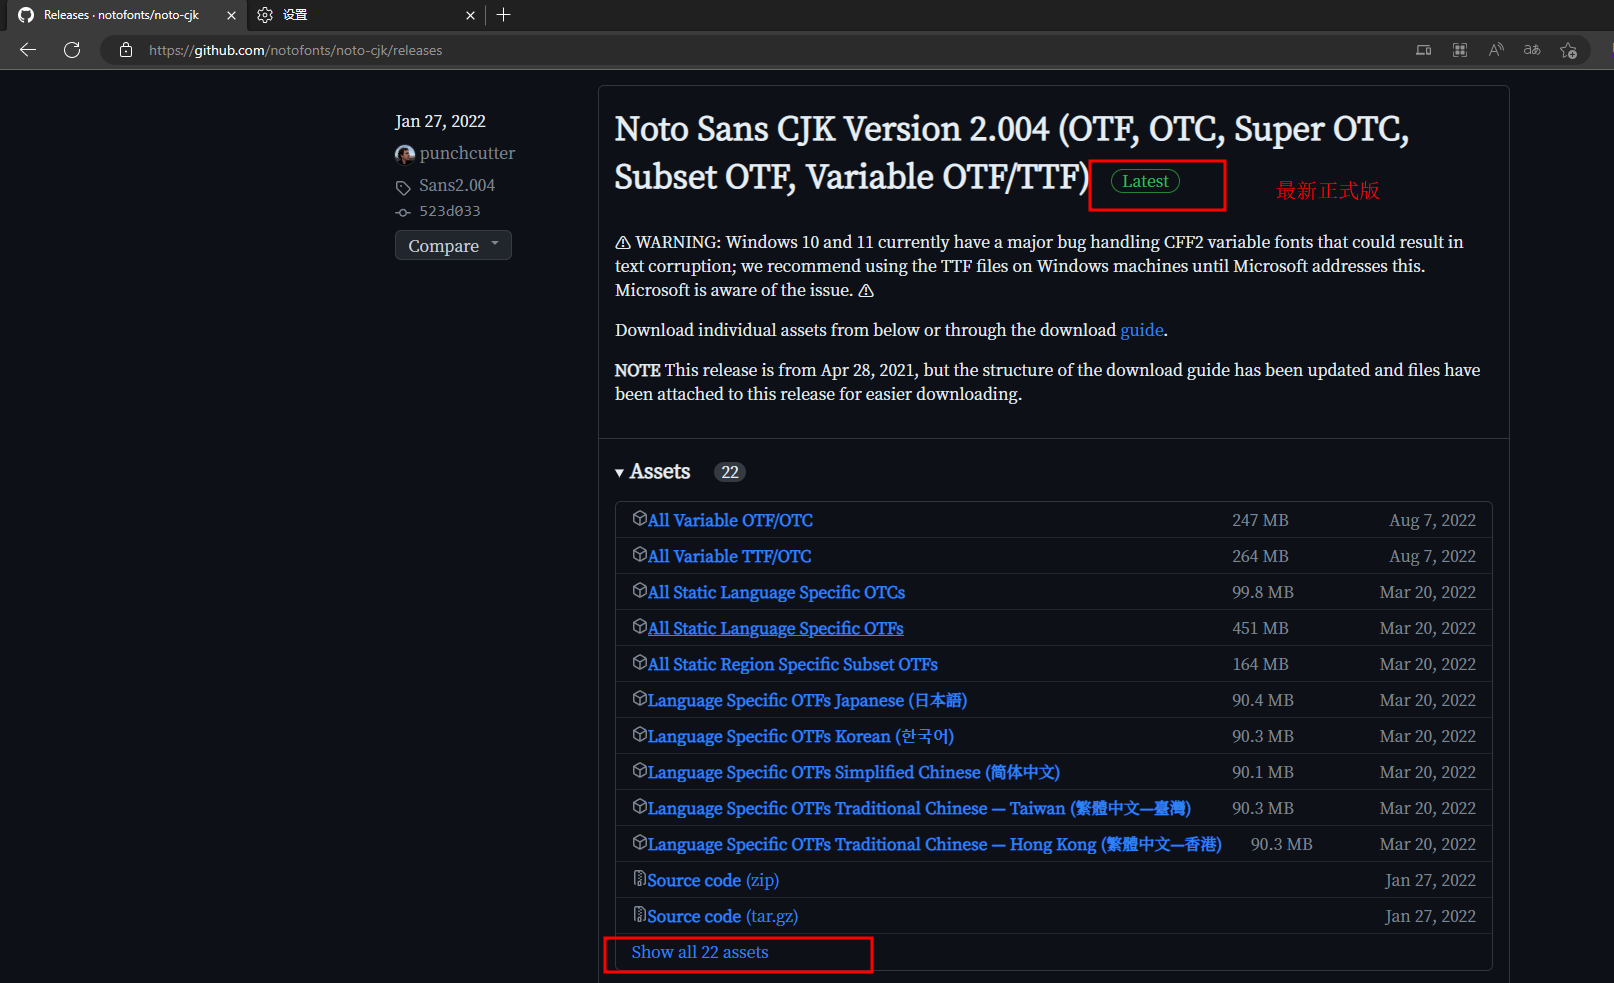 Releases · notofonts/noto-cjk
设置
https://github.com/notofonts/noto-cjk/releases
Jan 27, 2022
punchcutter
Sans2.004
523d033
Compare
Noto Sans CJK Version 2.004 (OTF, OTC, Super OTC,
Subset OTF, Variable OTF/TTF) Latest
最新正式版
⚠ WARNING: Windows 10 and 11 currently have a major bug handling CFF2 variable fonts that could result in
text corruption; we recommend using the TTF files on Windows machines until Microsoft addresses this.
Microsoft is aware of the issue. ⚠
Download individual assets from below or through the download guide.
NOTE This release is from Apr 28, 2021, but the structure of the download guide has been updated and files have
been attached to this release for easier downloading.
Assets 22
All Variable OTF/OTC 247 MB Aug 7, 2022
All Variable TTF/OTC 264 MB Aug 7, 2022
All Static Language Specific OTCs 99.8 MB Mar 20, 2022
All Static Language Specific OTFs 451 MB Mar 20, 2022
All Static Region Specific Subset OTFs 164 MB Mar 20, 2022
Language Specific OTFs Japanese (日本語) 90.4 MB Mar 20, 2022
Language Specific OTFs Korean (한국어) 90.3 MB Mar 20, 2022
Language Specific OTFs Simplified Chinese (简体中文) 90.1 MB Mar 20, 2022
Language Specific OTFs Traditional Chinese — Taiwan (繁體中文—臺灣) 90.3 MB Mar 20, 2022
Language Specific OTFs Traditional Chinese — Hong Kong (繁體中文—香港) 90.3 MB Mar 20, 2022
Source code (zip) Jan 27, 2022
Source code (tar.gz) Jan 27, 2022
Show all 22 assets